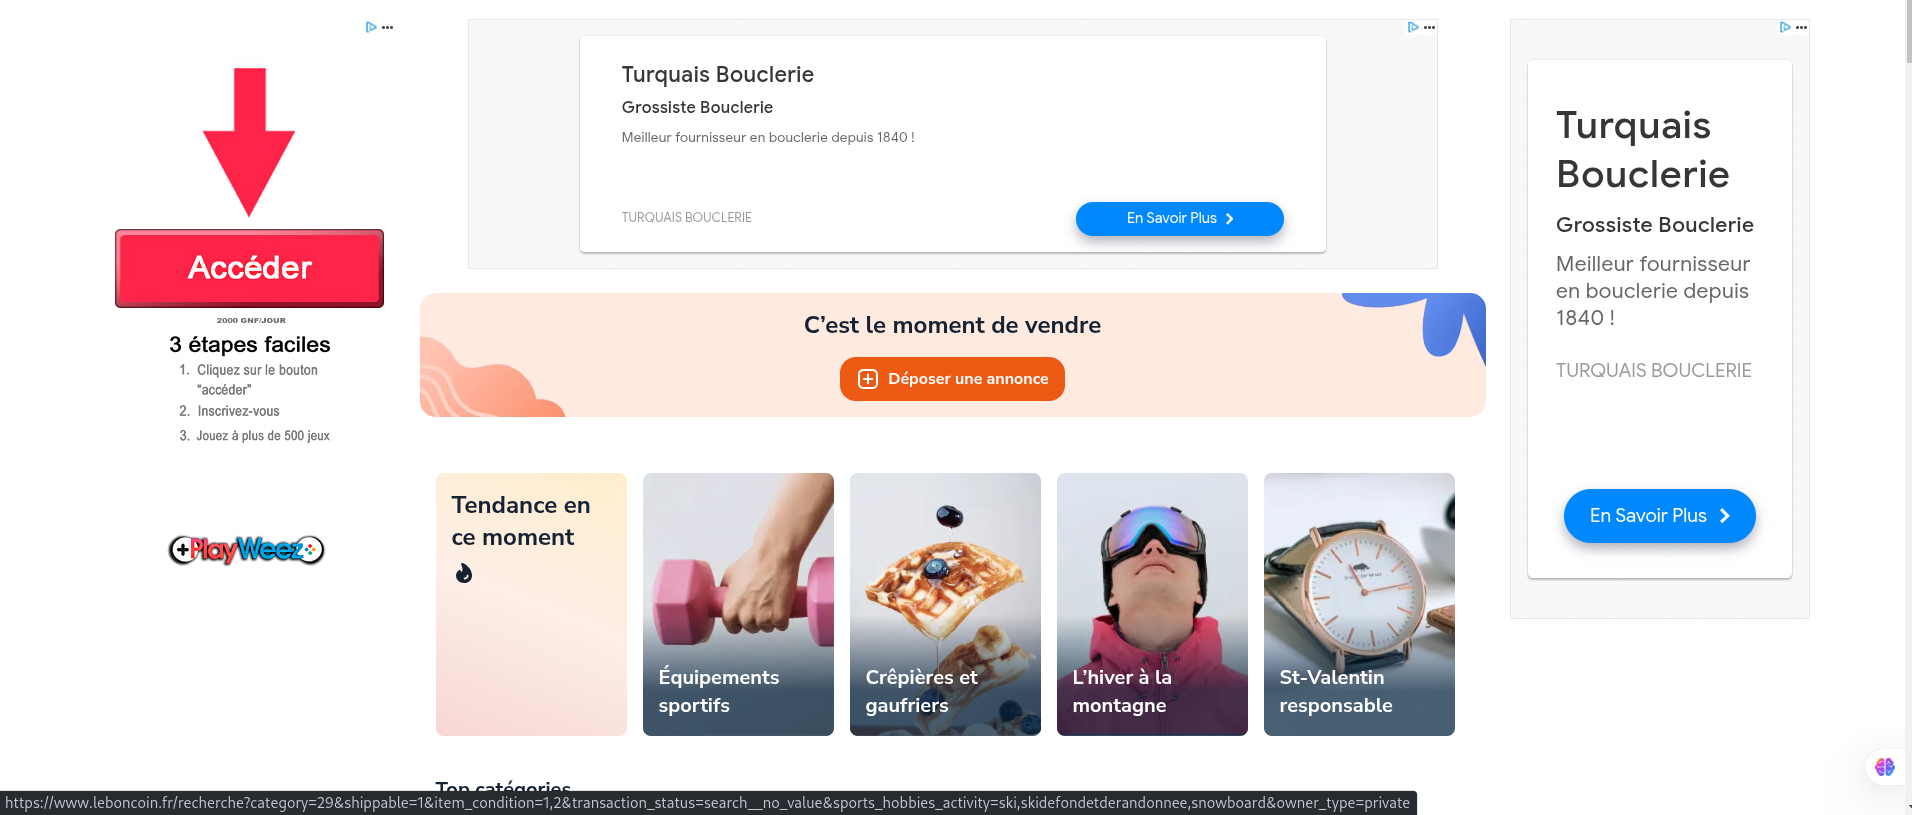 Accéder
2000 GNF/JOUR
3 étapes faciles
1. Cliquez sur le bouton
“accéder”
2. Inscrivez-vous
3. Jouez à plus de 500 jeux
PlayWeez
Turquais Bouclerie
Grossiste Bouclerie
Meilleur fournisseur en bouclerie depuis 1840 !
TURQUAIS BOUCLERIE
En Savoir Plus
Turquais
Bouclerie
Grossiste Bouclerie
Meilleur fournisseur
en bouclerie depuis
1840 !
TURQUAIS BOUCLERIE
En Savoir Plus
C’est le moment de vendre
Déposer une annonce
Tendance en
ce moment
Équipements
sportifs
Crêpières et
gaufriers
L’hiver à la
montagne
St-Valentin
responsable
Top catégories
https://www.leboncoin.fr/recherche?category=29&shippable=1&item_condition=1,2&transaction_status=search__no_value&sports_hobbies_activity=ski,skidefondetderandonnee,snowboard&owner_type=private